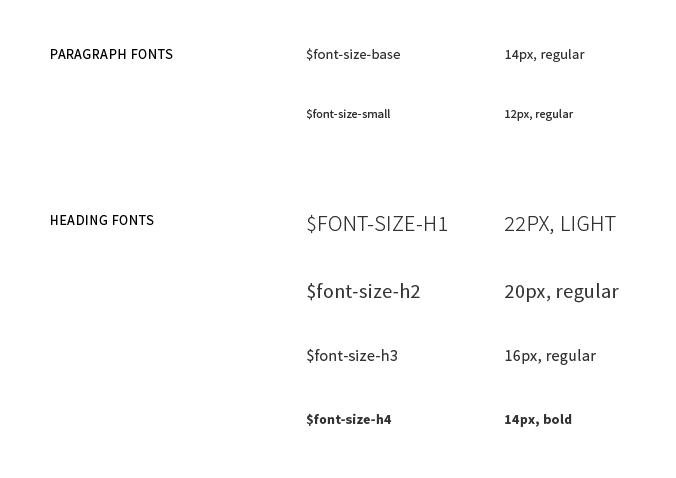 PARAGRAPH FONTS $font-size-base 14px, regular
$font-size-small 12px, regular
HEADING FONTS $FONT-SIZE-H1 22PX, LIGHT
$font-size-h2 20px, regular
$font-size-h3 16px, regular
$font-size-h4 14px, bold